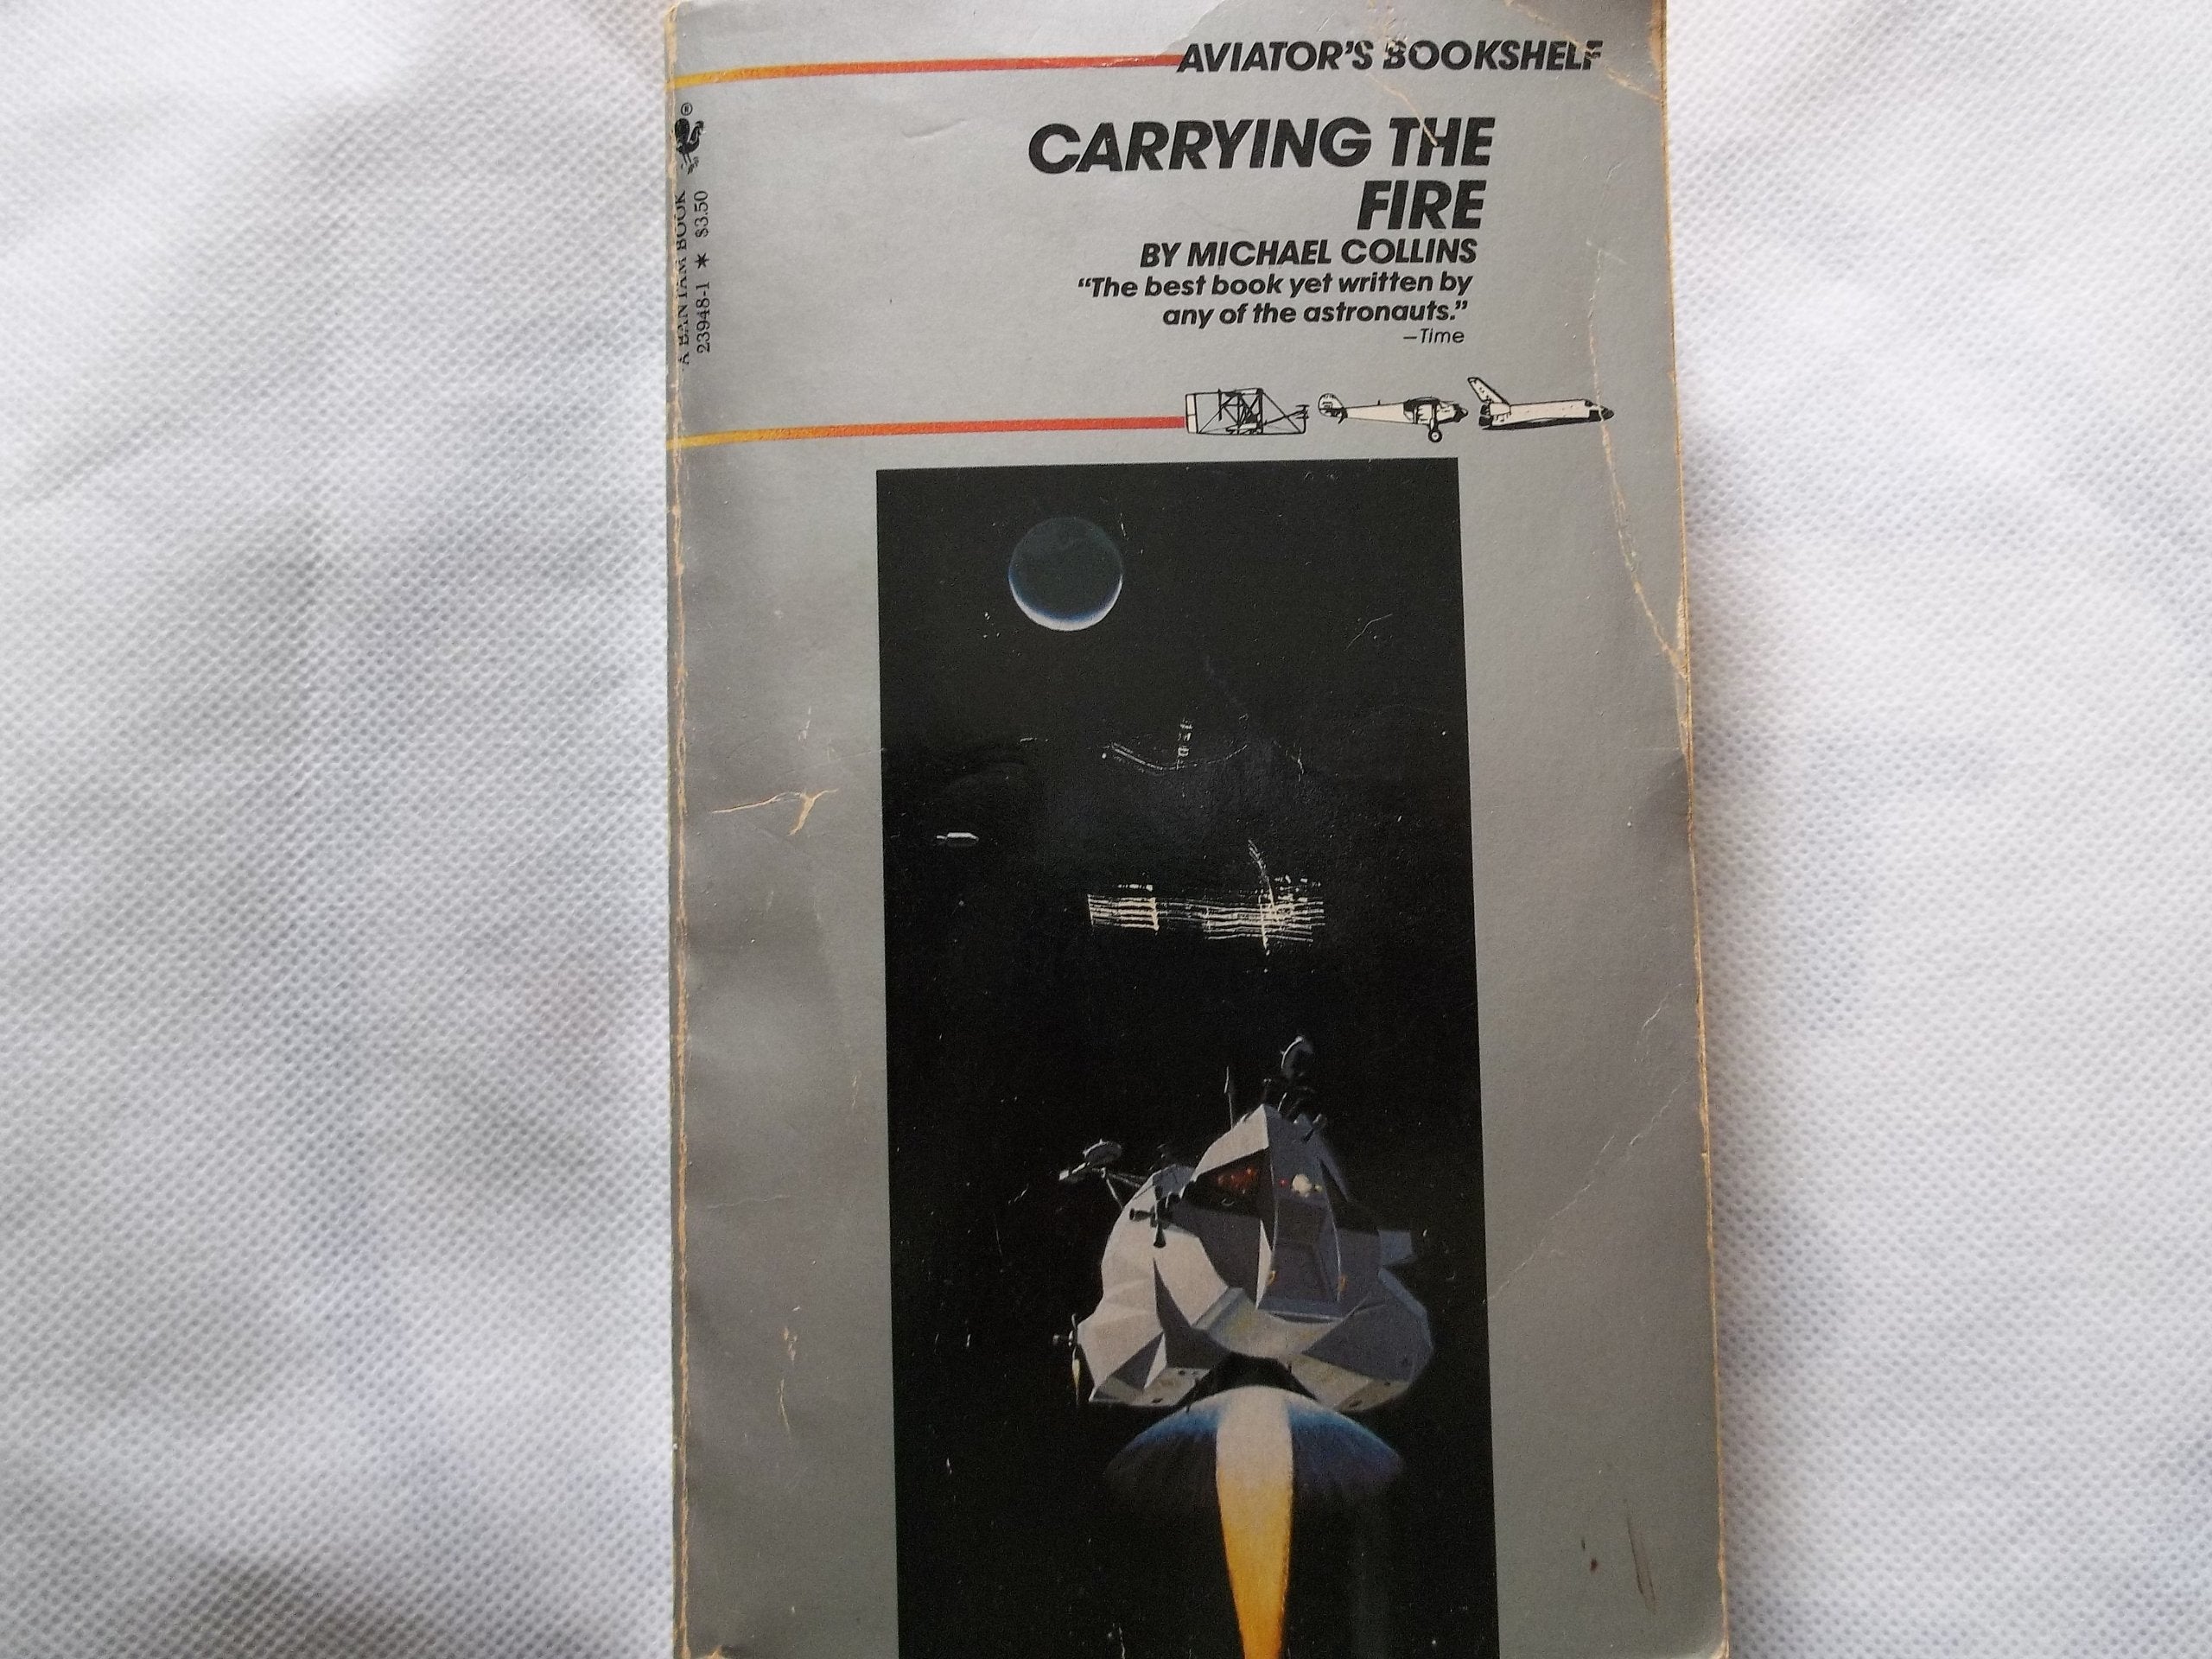 AVIATOR'S BOOKSHELF
CARRYING THE
FIRE
BY MICHAEL COLLINS
“The best book yet written by
any of the astronauts.”
—Time
A BANTAM BOOK
23948-1 * $3.50
®